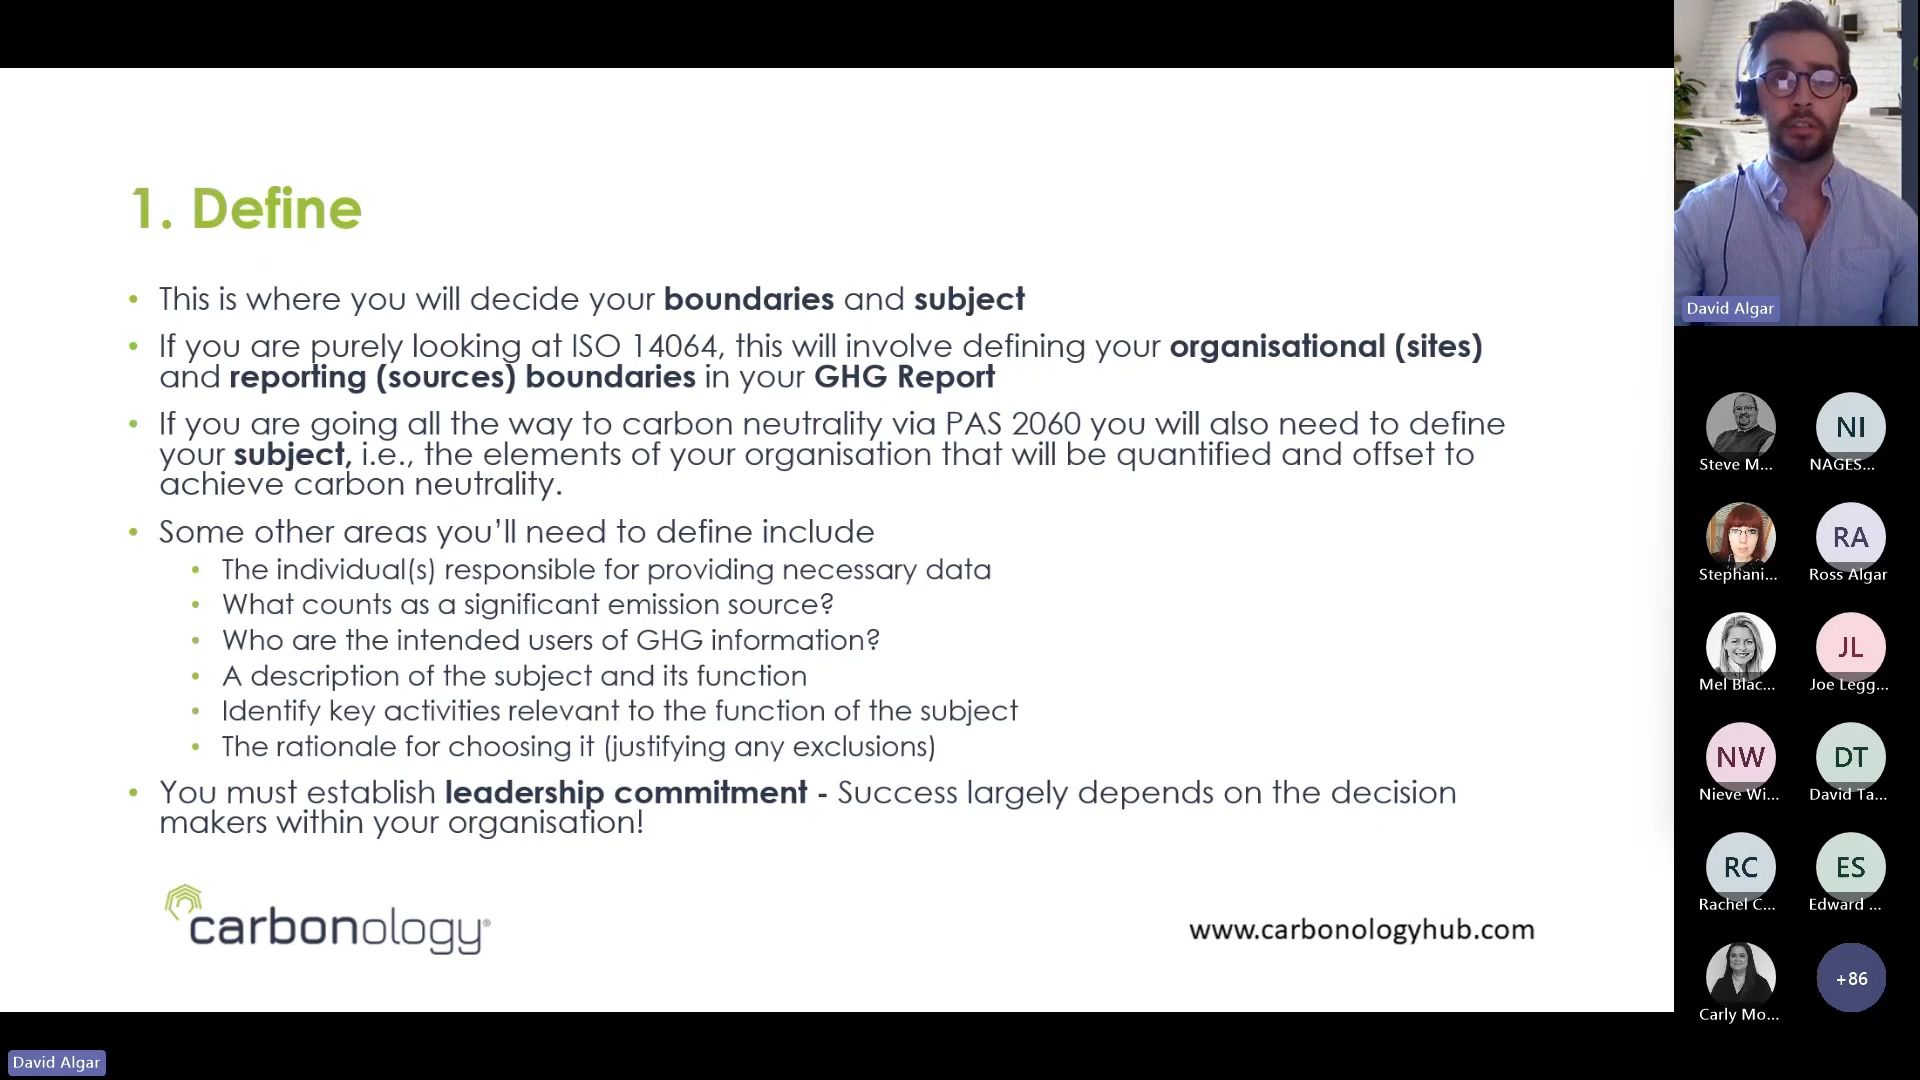 1. Define
• This is where you will decide your boundaries and subject
• If you are purely looking at ISO 14064, this will involve defining your organisational (sites)
and reporting (sources) boundaries in your GHG Report
• If you are going all the way to carbon neutrality via PAS 2060 you will also need to define
your subject, i.e., the elements of your organisation that will be quantified and offset to
achieve carbon neutrality.
• Some other areas you’ll need to define include
• The individual(s) responsible for providing necessary data
• What counts as a significant emission source?
• Who are the intended users of GHG information?
• A description of the subject and its function
• Identify key activities relevant to the function of the subject
• The rationale for choosing it (justifying any exclusions)
• You must establish leadership commitment - Success largely depends on the decision
makers within your organisation!
carbonology®
www.carbonologyhub.com
David Algar
David Algar
Steve M...
NI
NAGES...
Stephani...
RA
Ross Algar
Mel Blac...
JL
Joe Legg...
NW
Nieve Wi...
DT
David Ta...
RC
Rachel C...
ES
Edward ...
Carly Mo...
+86